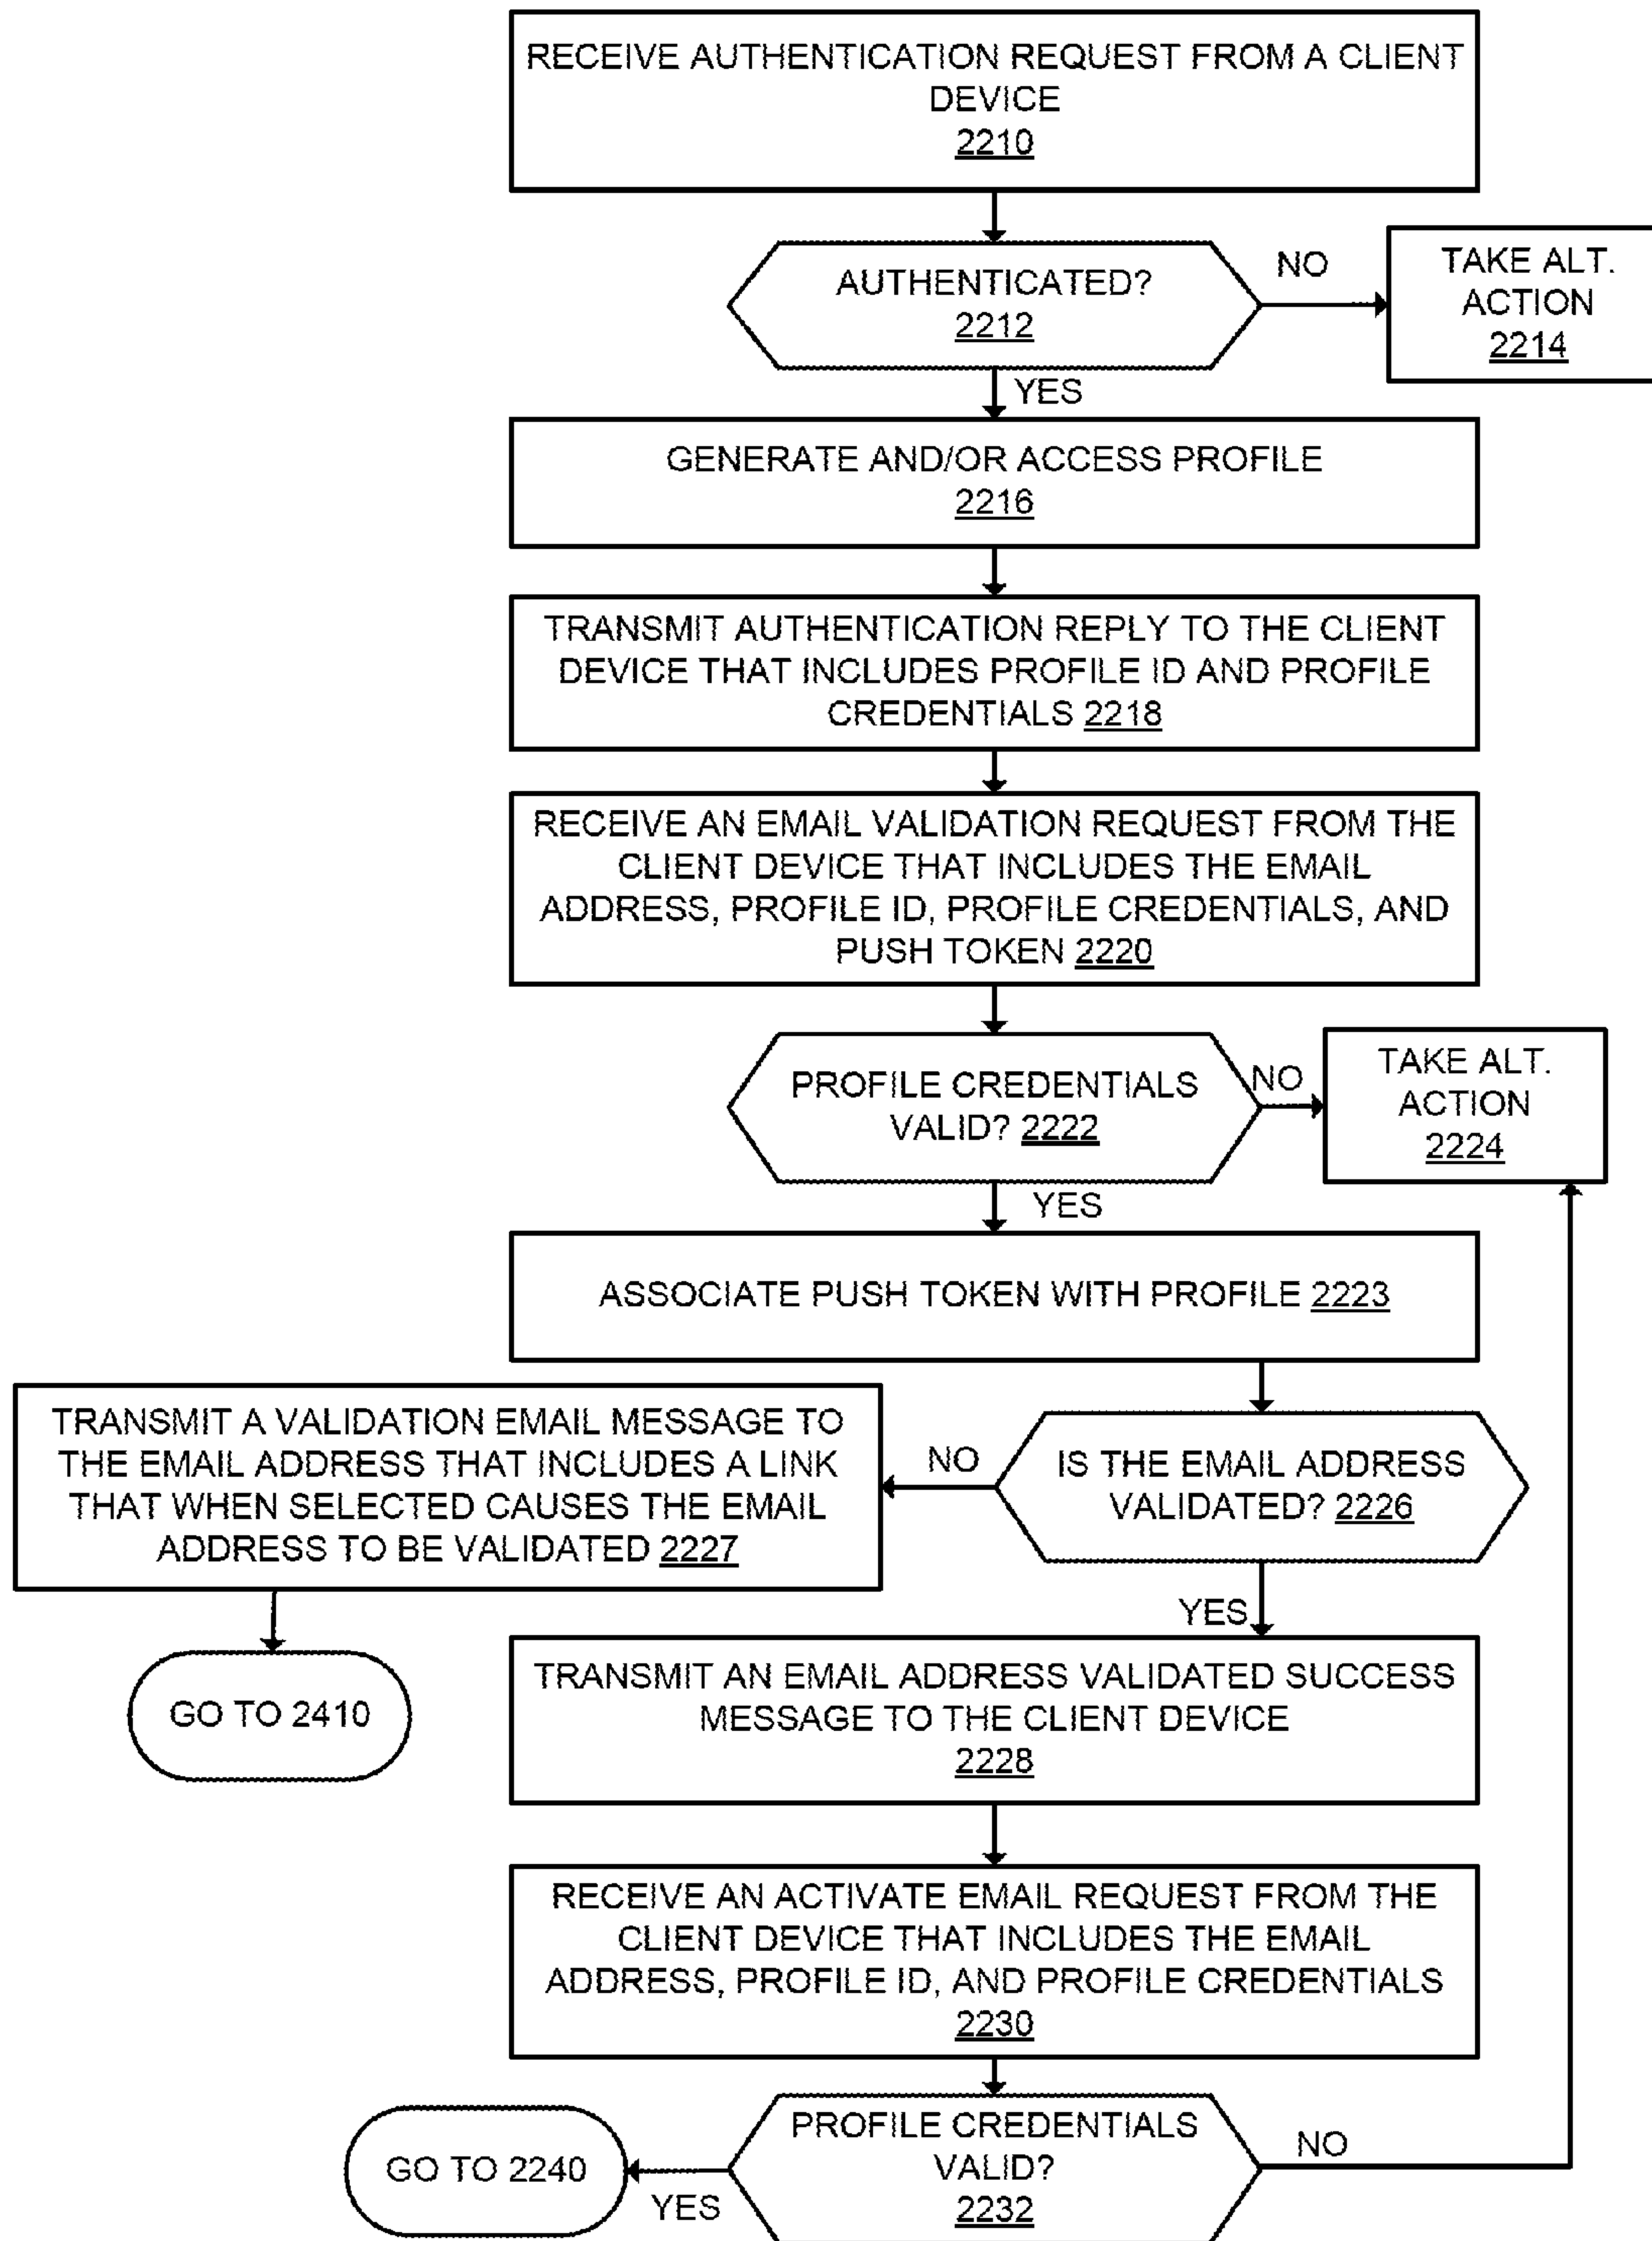 RECEIVE AUTHENTICATION REQUEST FROM A CLIENT
DEVICE
2210
AUTHENTICATED?
2212
NO
TAKE ALT.
ACTION
2214
YES
GENERATE AND/OR ACCESS PROFILE
2216
TRANSMIT AUTHENTICATION REPLY TO THE CLIENT
DEVICE THAT INCLUDES PROFILE ID AND PROFILE
CREDENTIALS 2218
RECEIVE AN EMAIL VALIDATION REQUEST FROM THE
CLIENT DEVICE THAT INCLUDES THE EMAIL
ADDRESS, PROFILE ID, PROFILE CREDENTIALS, AND
PUSH TOKEN 2220
PROFILE CREDENTIALS
VALID? 2222
NO
TAKE ALT.
ACTION
2224
YES
ASSOCIATE PUSH TOKEN WITH PROFILE 2223
IS THE EMAIL ADDRESS
VALIDATED? 2226
NO
TRANSMIT A VALIDATION EMAIL MESSAGE TO
THE EMAIL ADDRESS THAT INCLUDES A LINK
THAT WHEN SELECTED CAUSES THE EMAIL
ADDRESS TO BE VALIDATED 2227
GO TO 2410
YES
TRANSMIT AN EMAIL ADDRESS VALIDATED SUCCESS
MESSAGE TO THE CLIENT DEVICE
2228
RECEIVE AN ACTIVATE EMAIL REQUEST FROM THE
CLIENT DEVICE THAT INCLUDES THE EMAIL
ADDRESS, PROFILE ID, AND PROFILE CREDENTIALS
2230
PROFILE CREDENTIALS
VALID?
2232
NO
YES
GO TO 2240